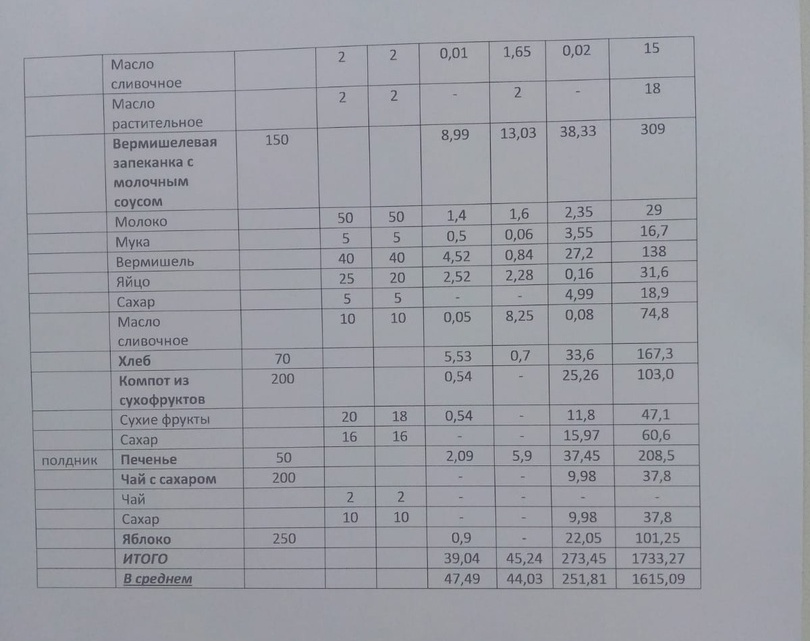 Масло 2 2 0,01 1,65 0,02 15
сливочное
Масло 2 2 - 2 - 18
растительное
Вермишелевая 150 8,99 13,03 38,33 309
запеканка с
молочным
соусом
Молоко 50 50 1,4 1,6 2,35 29
Мука 5 5 0,5 0,06 3,55 16,7
Вермишель 40 40 4,52 0,84 27,2 138
Яйцо 25 20 2,52 2,28 0,16 31,6
Сахар 5 5 - - 4,99 18,9
Масло 10 10 0,05 8,25 0,08 74,8
сливочное
Хлеб 70 5,53 0,7 33,6 167,3
Компот из 200 0,54 - 25,26 103,0
сухофруктов
Сухие фрукты 20 18 0,54 - 11,8 47,1
Сахар 16 16 - - 15,97 60,6
полдник Печенье 50 2,09 5,9 37,45 208,5
Чай с сахаром 200 - - 9,98 37,8
Чай 2 2 - - - -
Сахар 10 10 - - 9,98 37,8
Яблоко 250 0,9 - 22,05 101,25
ИТОГО 39,04 45,24 273,45 1733,27
В среднем 47,49 44,03 251,81 1615,09